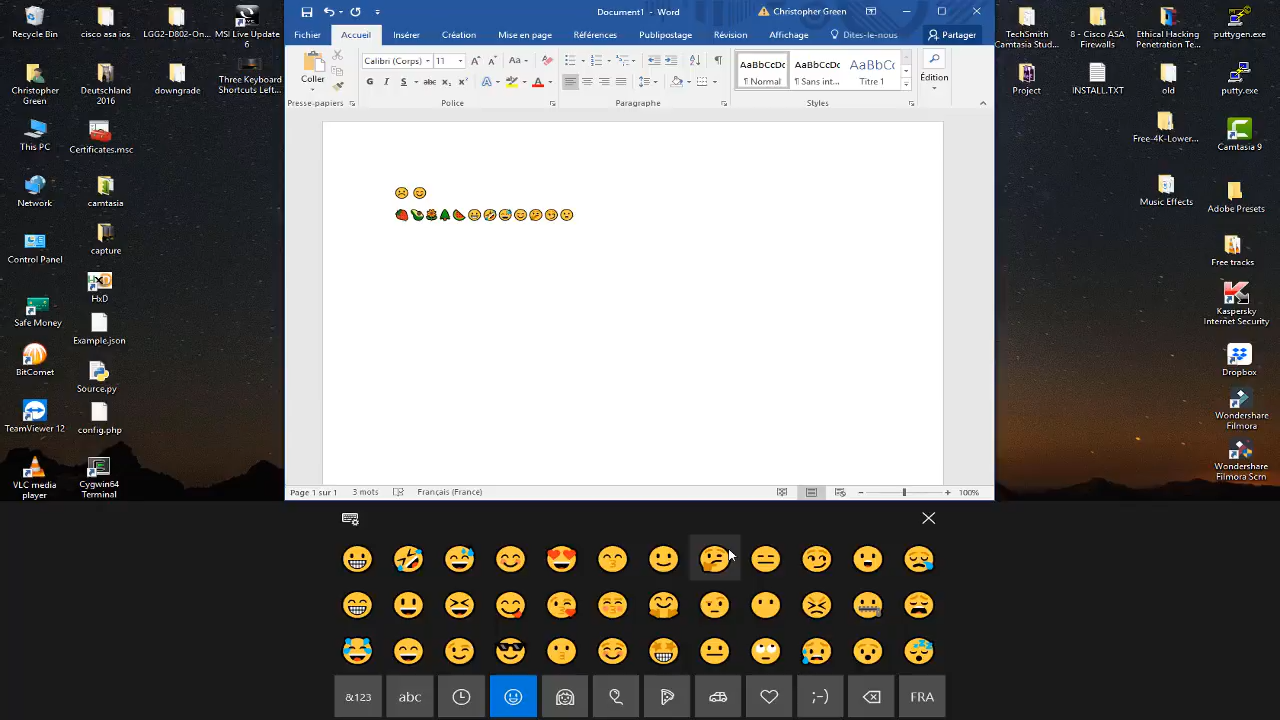 Document1 - Word
Christopher Green
Fichier Accueil Insérer Création Mise en page Références Publipostage Révision Affichage Dites-le-nous Partager
Calibri (Corps) 11 Aa
AaBbCcDc AaBbCcDc AaBbCc
Coller
G I S abc x₂ x² A A
¶ Normal ¶ Sans int... Titre 1
Édition
Presse-papiers Police Paragraphe Styles
Recycle Bin
cisco asa ios
LGG2-D802-On...
MSI Live Update 6
Christopher Green
Deutschland 2016
downgrade
Three Keyboard Shortcuts Left...
This PC
Certificates.msc
Network
camtasia
Control Panel
capture
Safe Money
HxD
BitComet
Example.json
Source.py
TeamViewer 12
config.php
VLC media player
Cygwin64 Terminal
TechSmith Camtasia Stud...
8 - Cisco ASA Firewalls
Ethical Hacking Penetration Te...
puttygen.exe
Project
INSTALL.TXT
old
putty.exe
Free-4K-Lower...
Camtasia 9
Music Effects
Adobe Presets
Free tracks
Kaspersky Internet Security
Dropbox
Wondershare Filmora
Wondershare Filmora Scrn
Page 1 sur 1 3 mots Français (France) 100%
&123 abc ;-) FRA